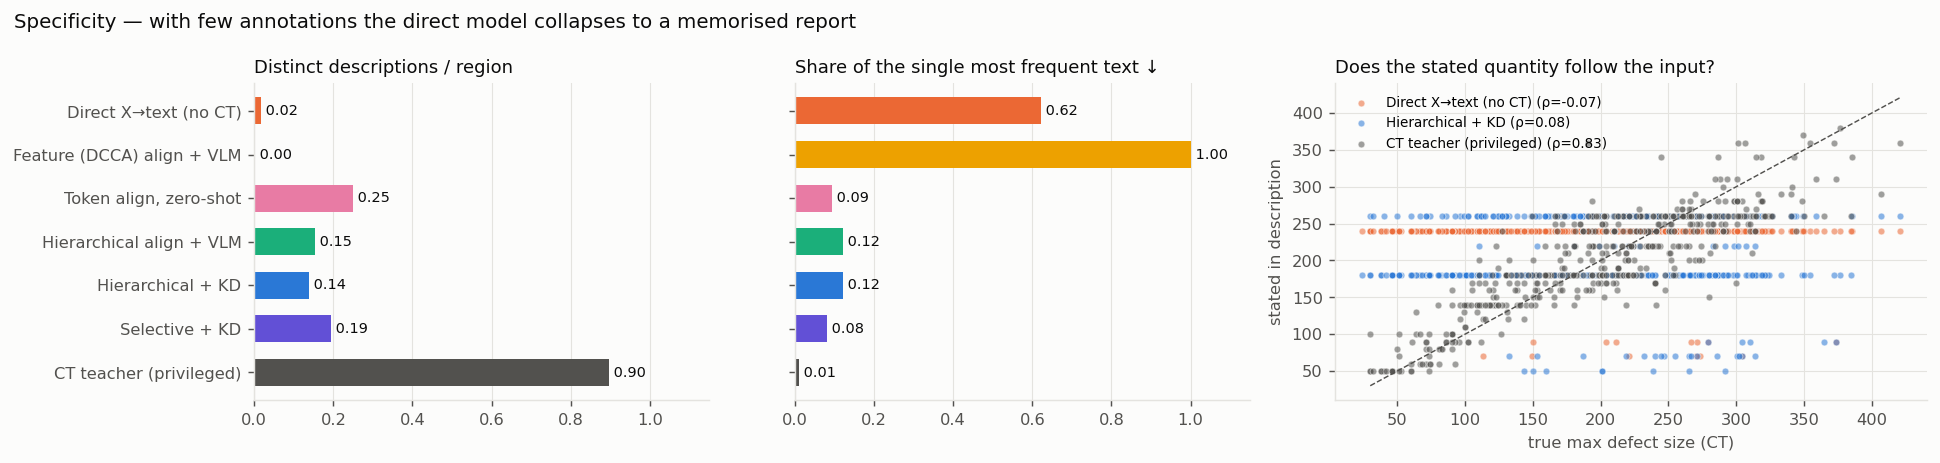 Specificity — with few annotations the direct model collapses to a memorised report
Distinct descriptions / region
Direct X→text (no CT)
Feature (DCCA) align + VLM
Token align, zero-shot
Hierarchical align + VLM
Hierarchical + KD
Selective + KD
CT teacher (privileged)
0.02
0.00
0.25
0.15
0.14
0.19
0.90
0.0 0.2 0.4 0.6 0.8 1.0
Share of the single most frequent text ↓
0.62
1.00
0.09
0.12
0.12
0.08
0.01
0.0 0.2 0.4 0.6 0.8 1.0
Does the stated quantity follow the input?
Direct X→text (no CT) (ρ=-0.07)
Hierarchical + KD (ρ=0.08)
CT teacher (privileged) (ρ=0.83)
stated in description
400
350
300
250
200
150
100
50
50 100 150 200 250 300 350 400
true max defect size (CT)